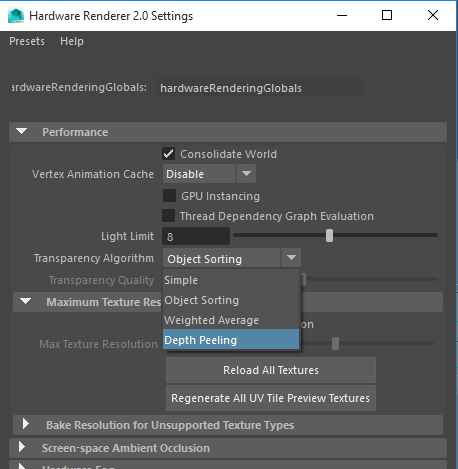 Hardware Renderer 2.0 Settings
Presets Help
ardwareRenderingGlobals: hardwareRenderingGlobals
Performance
Consolidate World
Vertex Animation Cache Disable
GPU Instancing
Thread Dependency Graph Evaluation
Light Limit 8
Transparency Algorithm Object Sorting
Transparency Quality
Simple
Object Sorting
Maximum Texture Res
Weighted Average
on
Max Texture Resolution
Depth Peeling
Reload All Textures
Regenerate All UV Tile Preview Textures
Bake Resolution for Unsupported Texture Types
Screen-space Ambient Occlusion
Hardware Fog